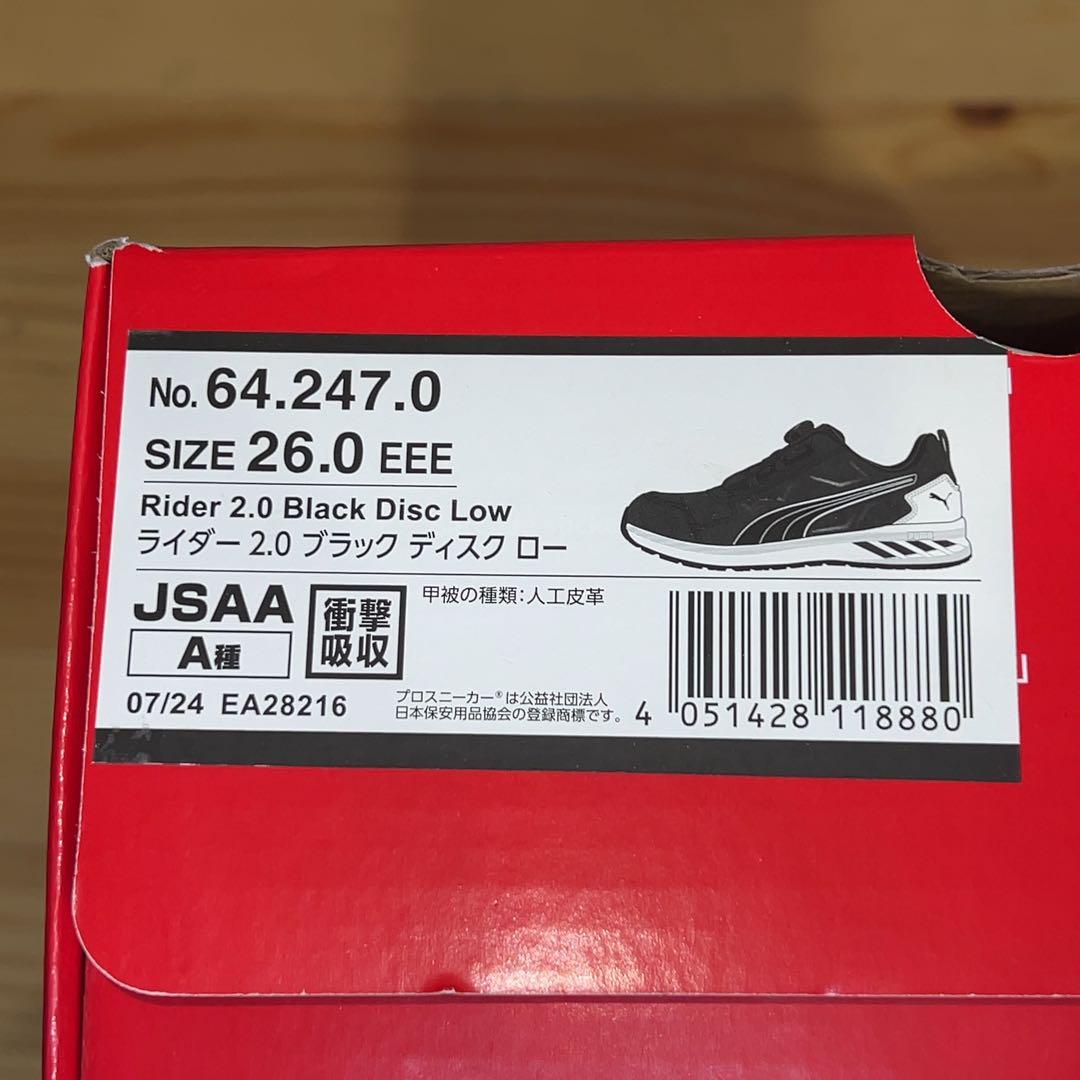 No. 64.247.0
SIZE 26.0 EEE
Rider 2.0 Black Disc Low
ライダー 2.0 ブラック ディスク ロー
JSAA
A種
衝撃
吸収
甲被の種類:人工皮革
07/24 EA28216
プロスニーカー®は公益社団法人
日本保安用品協会の登録商標です。
4 051428 118880
PUMA